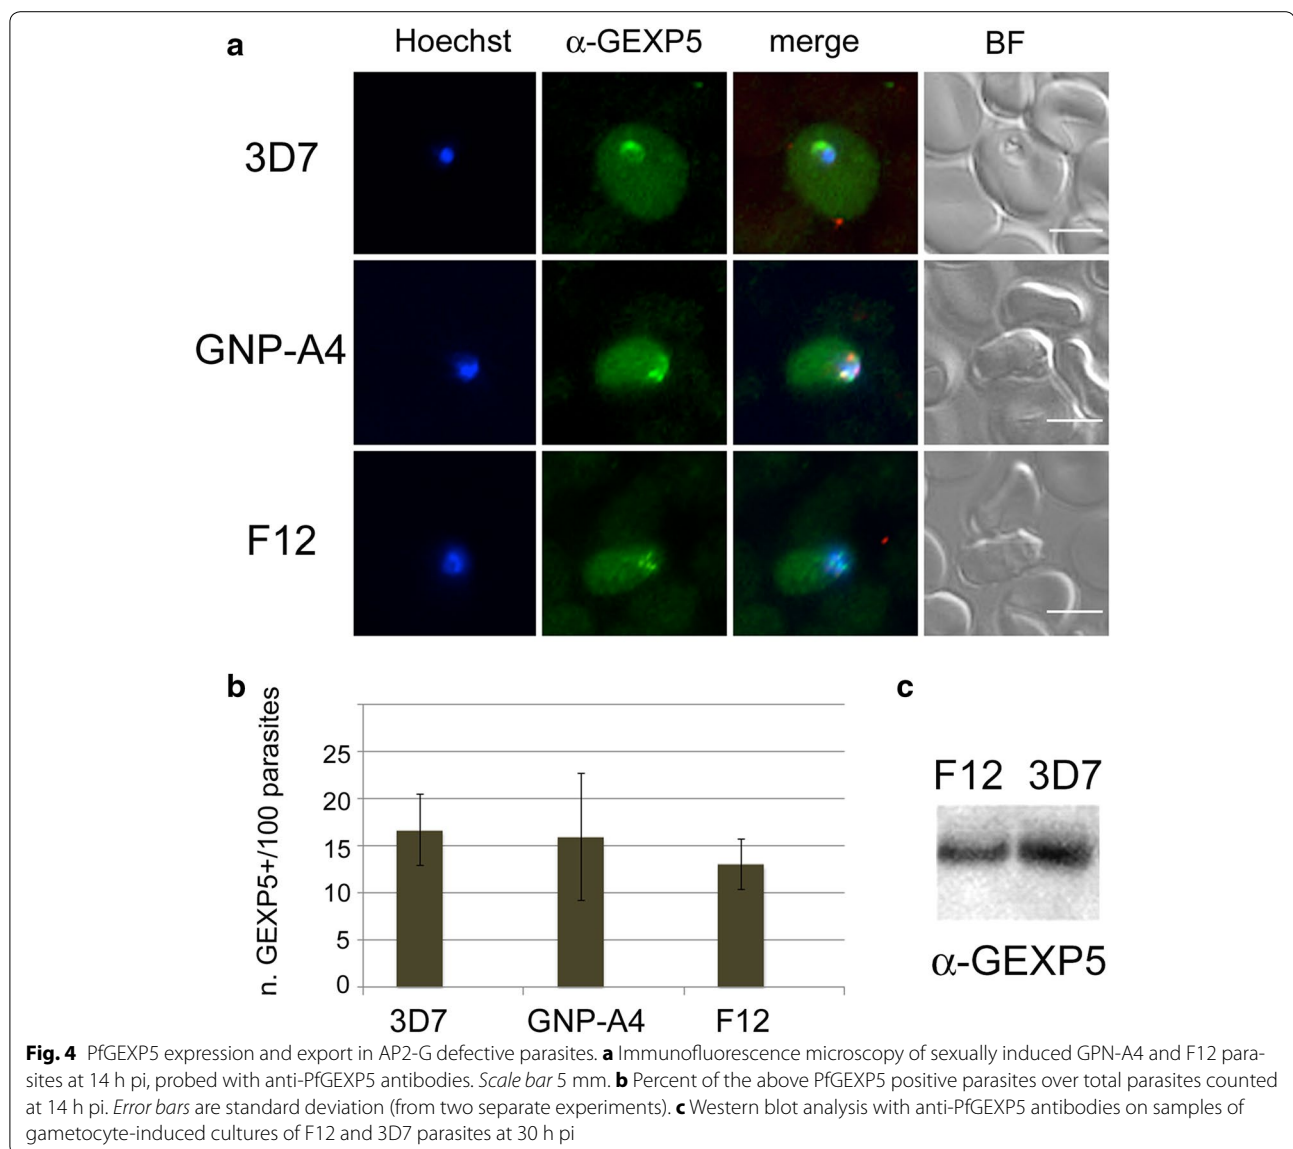 a
Hoechst α-GEXP5 merge BF
3D7
GNP-A4
F12
b
n. GEXP5+/100 parasites
25
20
15
10
5
0
3D7 GNP-A4 F12
c
F12 3D7
α-GEXP5
Fig. 4 PfGEXP5 expression and export in AP2-G defective parasites. a Immunofluorescence microscopy of sexually induced GPN-A4 and F12 para-
sites at 14 h pi, probed with anti-PfGEXP5 antibodies. Scale bar 5 mm. b Percent of the above PfGEXP5 positive parasites over total parasites counted
at 14 h pi. Error bars are standard deviation (from two separate experiments). c Western blot analysis with anti-PfGEXP5 antibodies on samples of
gametocyte-induced cultures of F12 and 3D7 parasites at 30 h pi